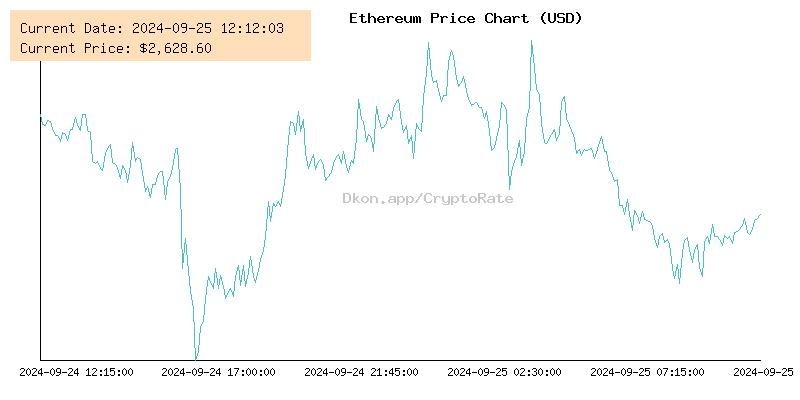 Ethereum Price Chart (USD)
Current Date: 2024-09-25 12:12:03
Current Price: $2,628.60
Dkon.app/CryptoRate
2024-09-24 12:15:00 2024-09-24 17:00:00 2024-09-24 21:45:00 2024-09-25 02:30:00 2024-09-25 07:15:00 2024-09-25